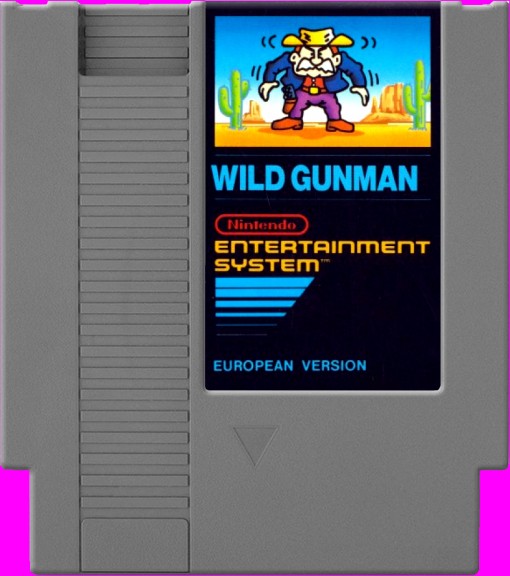 WILD GUNMAN
Nintendo
ENTERTAINMENT
SYSTEM™
EUROPEAN VERSION